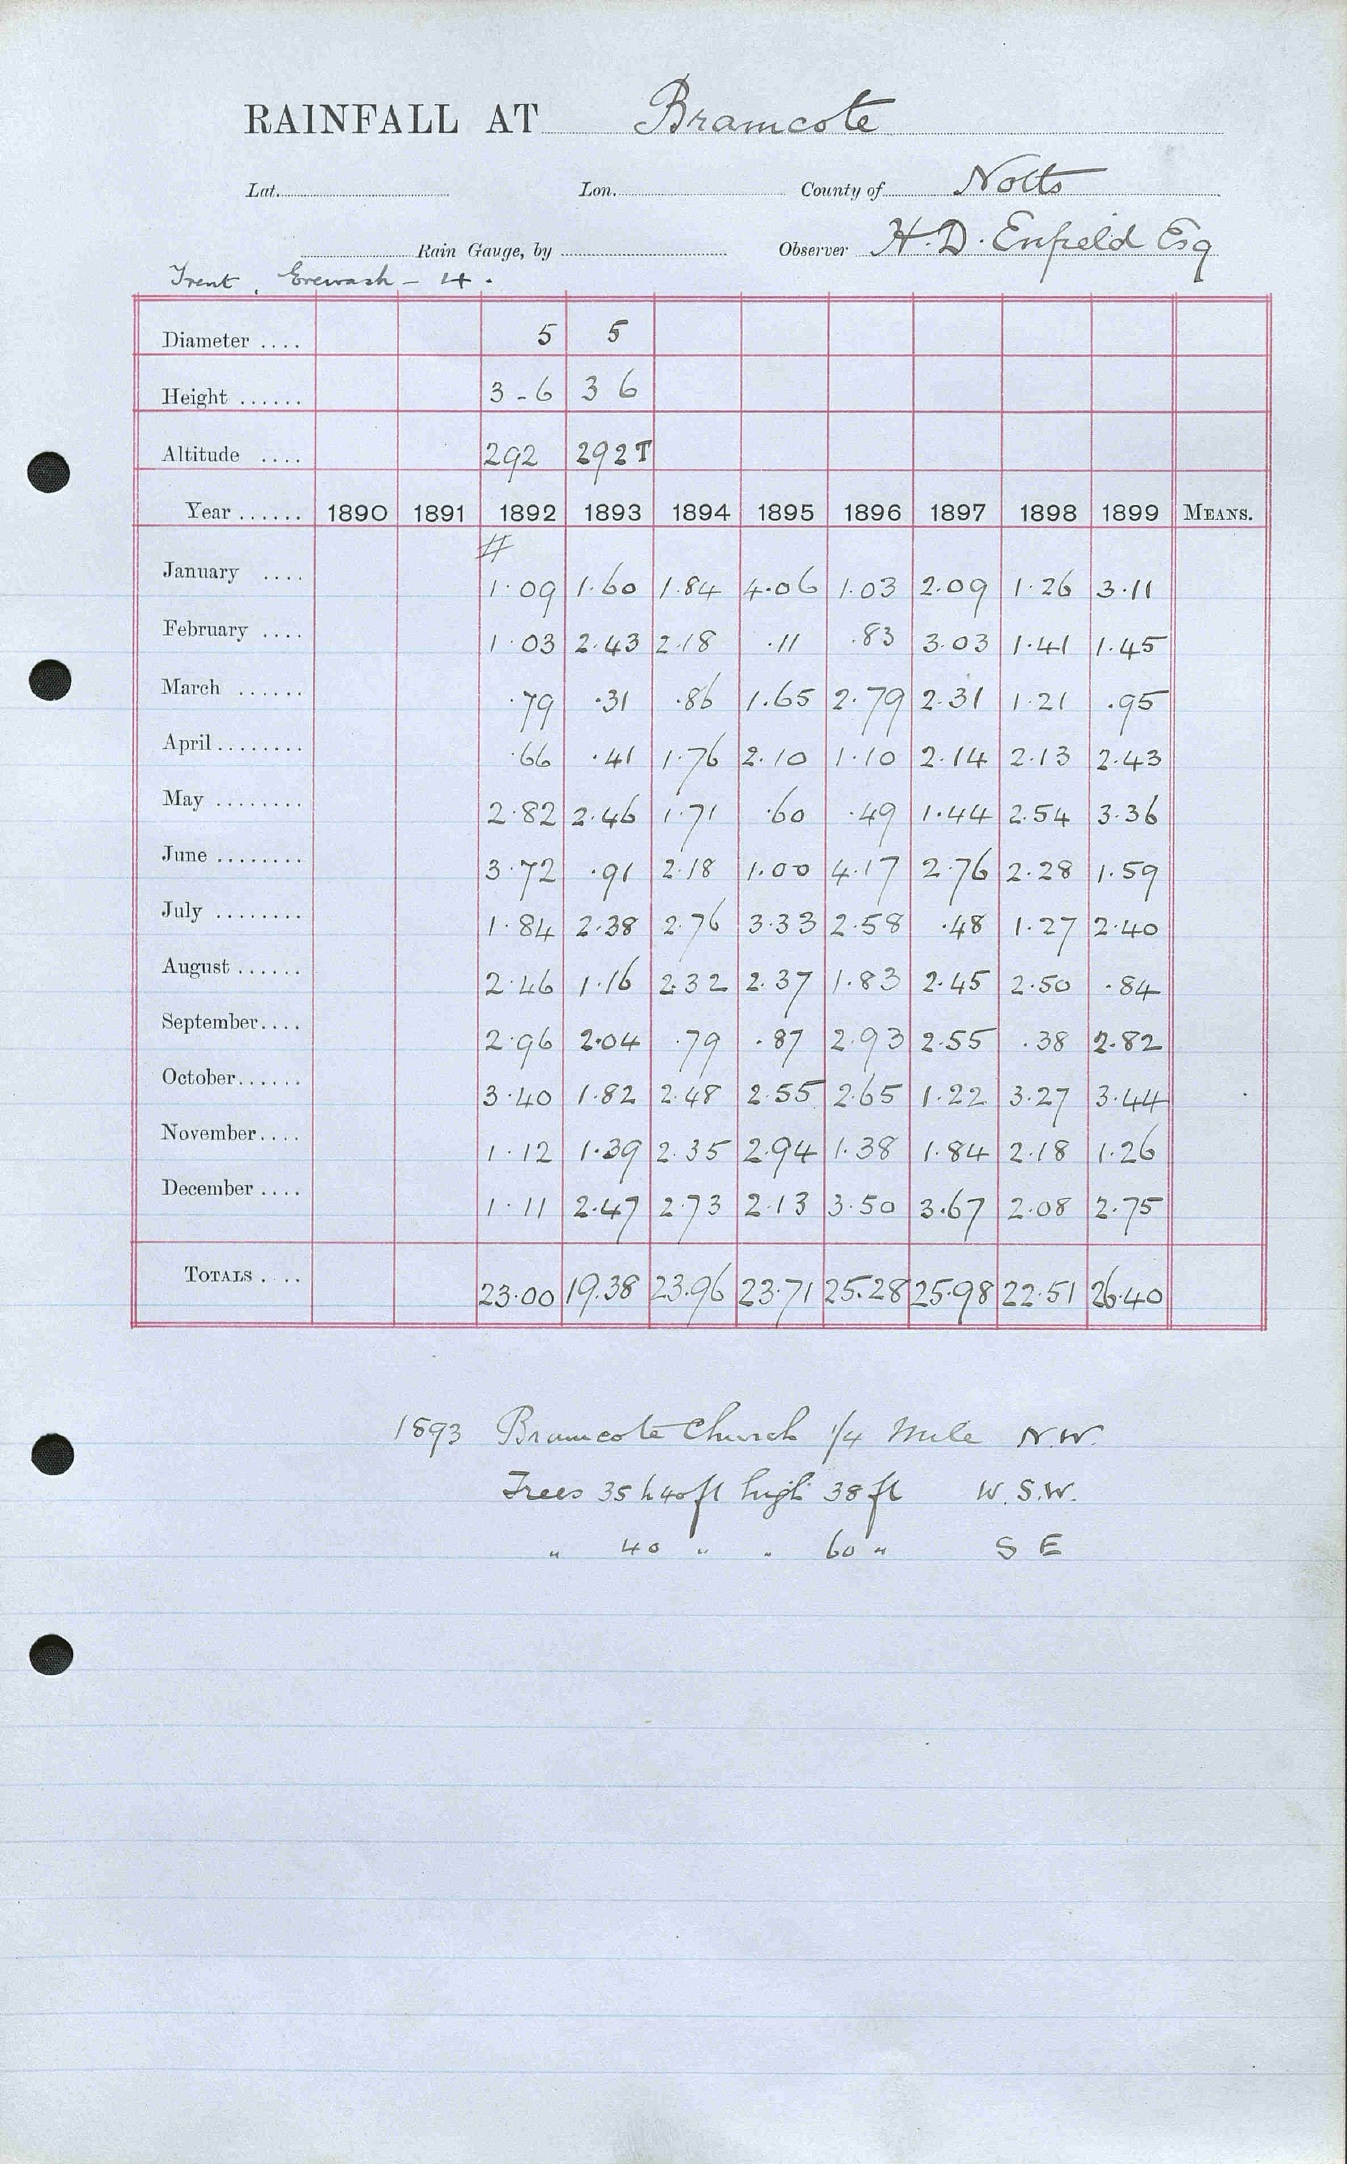 RAINFALL AT Bramcote
Lat. Lon. County of Notts
Rain Gauge, by Observer H. D. Enfield Esq
Trent, Erewash - 4.
Diameter .... 5 5
Height ...... 3-6 3 6
Altitude .... 292 292T
Year ...... 1890 1891 1892 1893 1894 1895 1896 1897 1898 1899 MEANS.
#
January .... 1.09 1.60 1.84 4.06 1.03 2.09 1.26 3.11
February .... 1.03 2.43 2.18 .11 .83 3.03 1.41 1.45
March ...... .79 .31 .86 1.65 2.79 2.31 1.21 .95
April ........ .66 .41 1.76 2.10 1.10 2.14 2.13 2.43
May ........ 2.82 2.46 1.71 .60 .49 1.44 2.54 3.36
June ........ 3.72 .91 2.18 1.00 4.17 2.76 2.28 1.59
July ........ 1.84 2.38 2.76 3.33 2.58 .48 1.27 2.40
August ...... 2.46 1.16 2.32 2.37 1.83 2.45 2.50 .84
September .... 2.96 2.04 .79 .87 2.93 2.55 .38 2.82
October ...... 3.40 1.82 2.48 2.55 2.65 1.22 3.27 3.44
November .... 1.12 1.39 2.35 2.94 1.38 1.84 2.18 1.26
December .... 1.11 2.47 2.73 2.13 3.50 3.67 2.08 2.75
TOTALS .... 23.00 19.38 23.96 23.71 25.28 25.98 22.51 26.40
1893 Bramcote Church 1/4 Mile N.W.
Trees 35 to 40 ft high 38 ft W.S.W.
" 40 " " 60 " S E